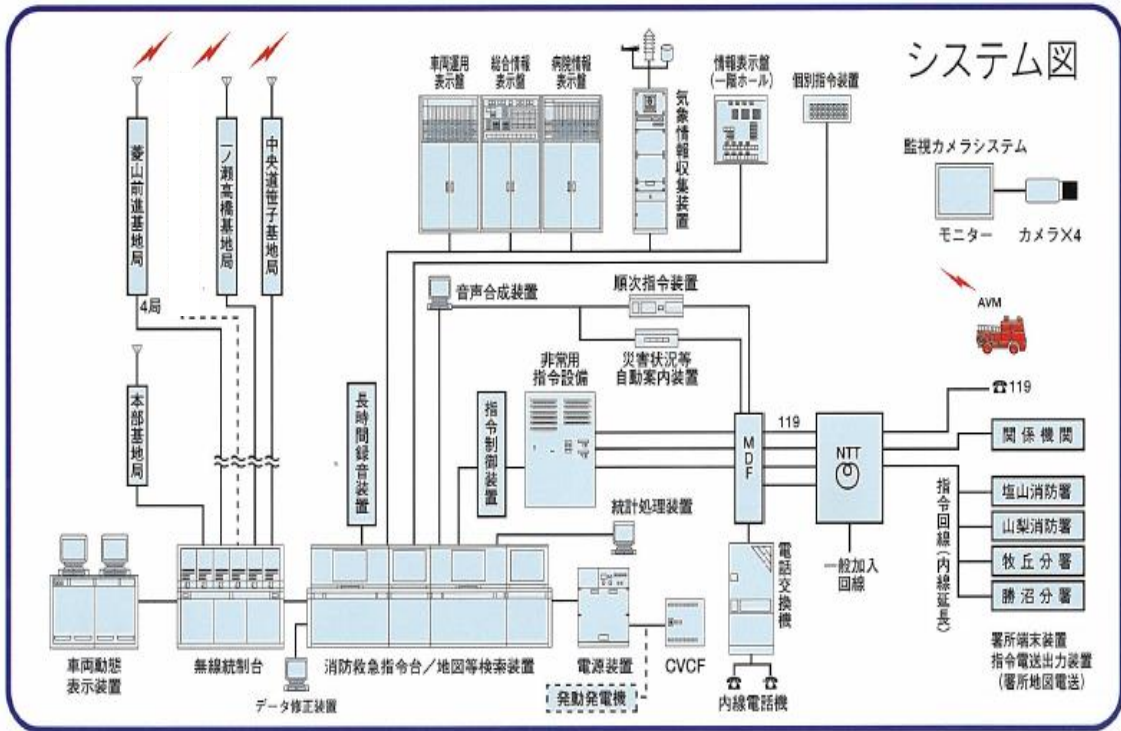 システム図
車両運用
表示盤
総合情報
表示盤
病院情報
表示盤
気象情報収集装置
情報表示盤
(一階ホール)
個別指令装置
監視カメラシステム
モニター
カメラ×4
菱山前進基地局
一ノ瀬高橋基地局
中央道笹子基地局
4局
本部基地局
音声合成装置
順次指令装置
災害状況等
自動案内装置
AVM
非常用
指令設備
長時間録音装置
指令制御装置
MDF
119
NTT
☎119
関係機関
塩山消防署
山梨消防署
牧丘分署
勝沼分署
指令回線(内線延長)
一般加入
回線
統計処理装置
電話交換機
車両動態
表示装置
無線統制台
データ修正装置
消防救急指令台/地図等検索装置
電源装置
CVCF
発動発電機
内線電話機
署所端末装置
指令電送出力装置
(署所地図電送)